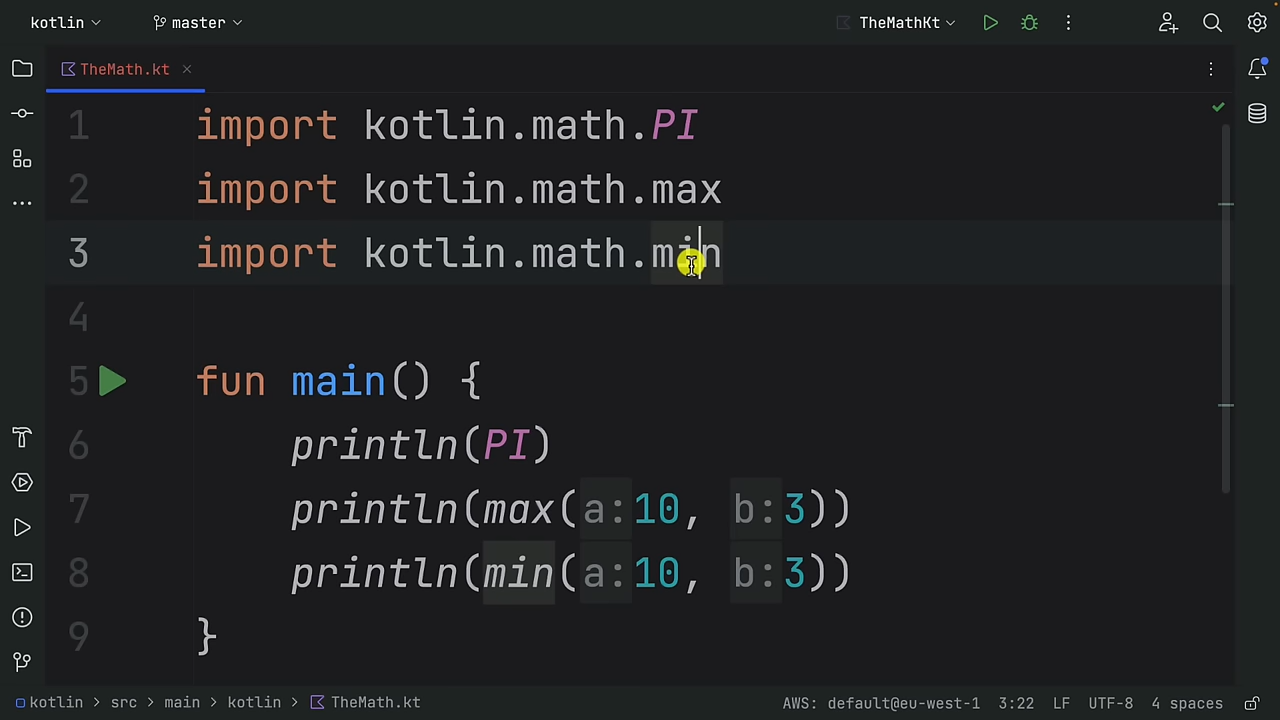 kotlin master TheMathKt
TheMath.kt
1 import kotlin.math.PI
2 import kotlin.math.max
3 import kotlin.math.min
4
5 fun main() {
6 println(PI)
7 println(max(a:10, b:3))
8 println(min(a:10, b:3))
9 }
kotlin > src > main > kotlin > TheMath.kt AWS: default@eu-west-1 3:22 LF UTF-8 4 spaces